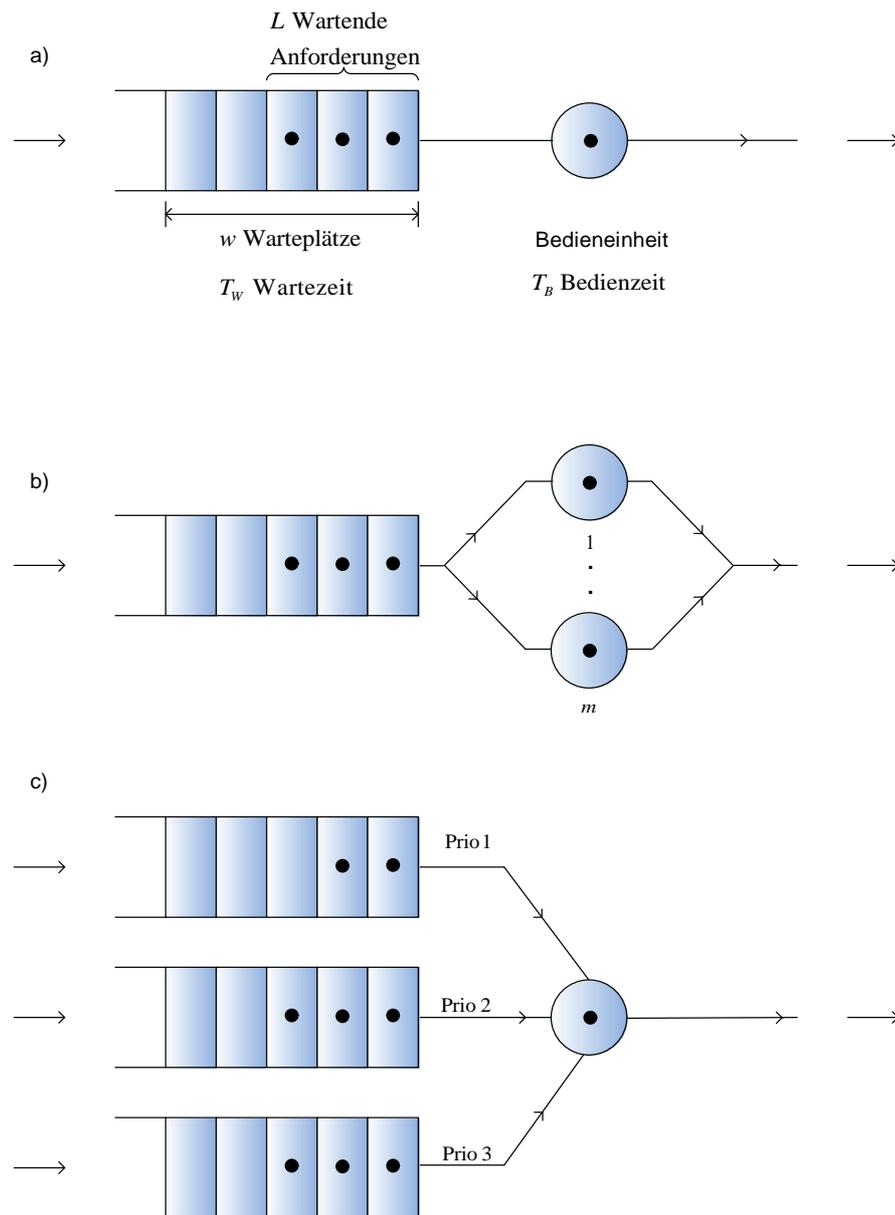 L Wartende
Anforderungen
a)
w Warteplätze
Bedieneinheit
T_W Wartezeit
T_B Bedienzeit
b)
1
.
.
m
c)
Prio 1
Prio 2
Prio 3